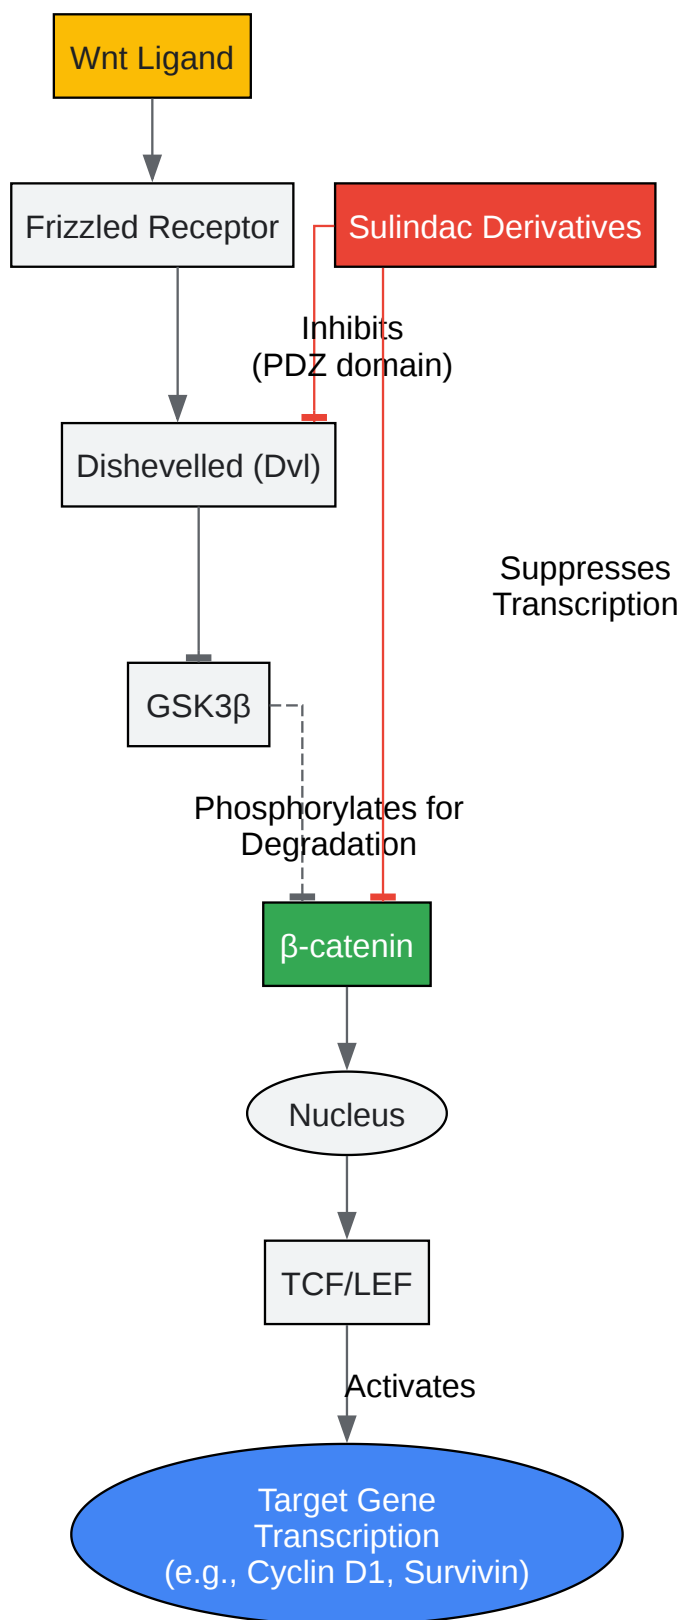 Wnt Ligand
Frizzled Receptor
Sulindac Derivatives
Inhibits
(PDZ domain)
Dishevelled (Dvl)
Suppresses
Transcription
GSK3β
Phosphorylates for
Degradation
β-catenin
Nucleus
TCF/LEF
Activates
Target Gene
Transcription
(e.g., Cyclin D1, Survivin)